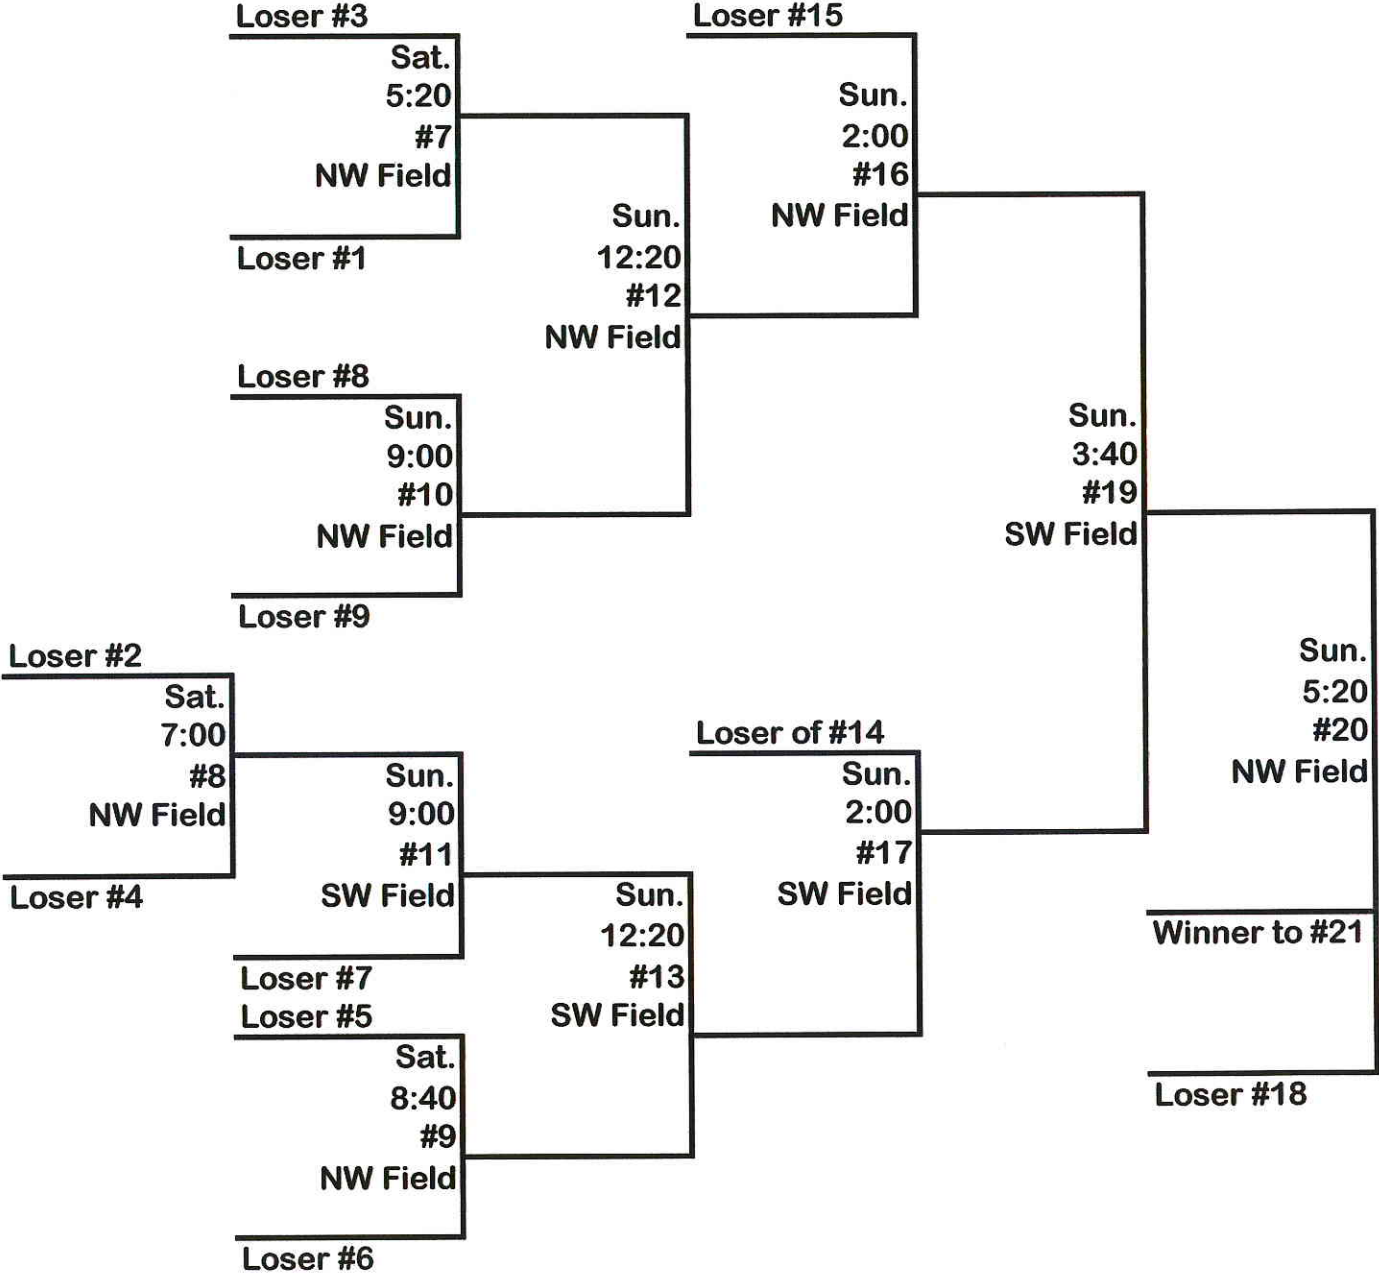 Loser #3
Sat.
5:20
#7
NW Field
Loser #1
Loser #15
Sun.
2:00
#16
NW Field
Sun.
12:20
#12
NW Field
Loser #8
Sun.
9:00
#10
NW Field
Loser #9
Sun.
3:40
#19
SW Field
Loser #2
Sat.
7:00
#8
NW Field
Loser #4
Sun.
9:00
#11
SW Field
Loser #7
Loser of #14
Sun.
2:00
#17
SW Field
Sun.
12:20
#13
SW Field
Loser #5
Sat.
8:40
#9
NW Field
Loser #6
Sun.
5:20
#20
NW Field
Winner to #21
Loser #18